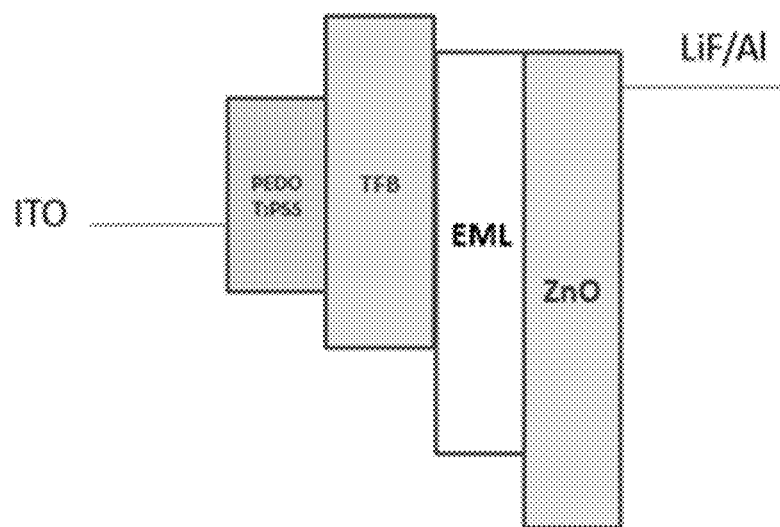 LiF/Al
PEDO
T:PSS
TFB
ITO
EML
ZnO